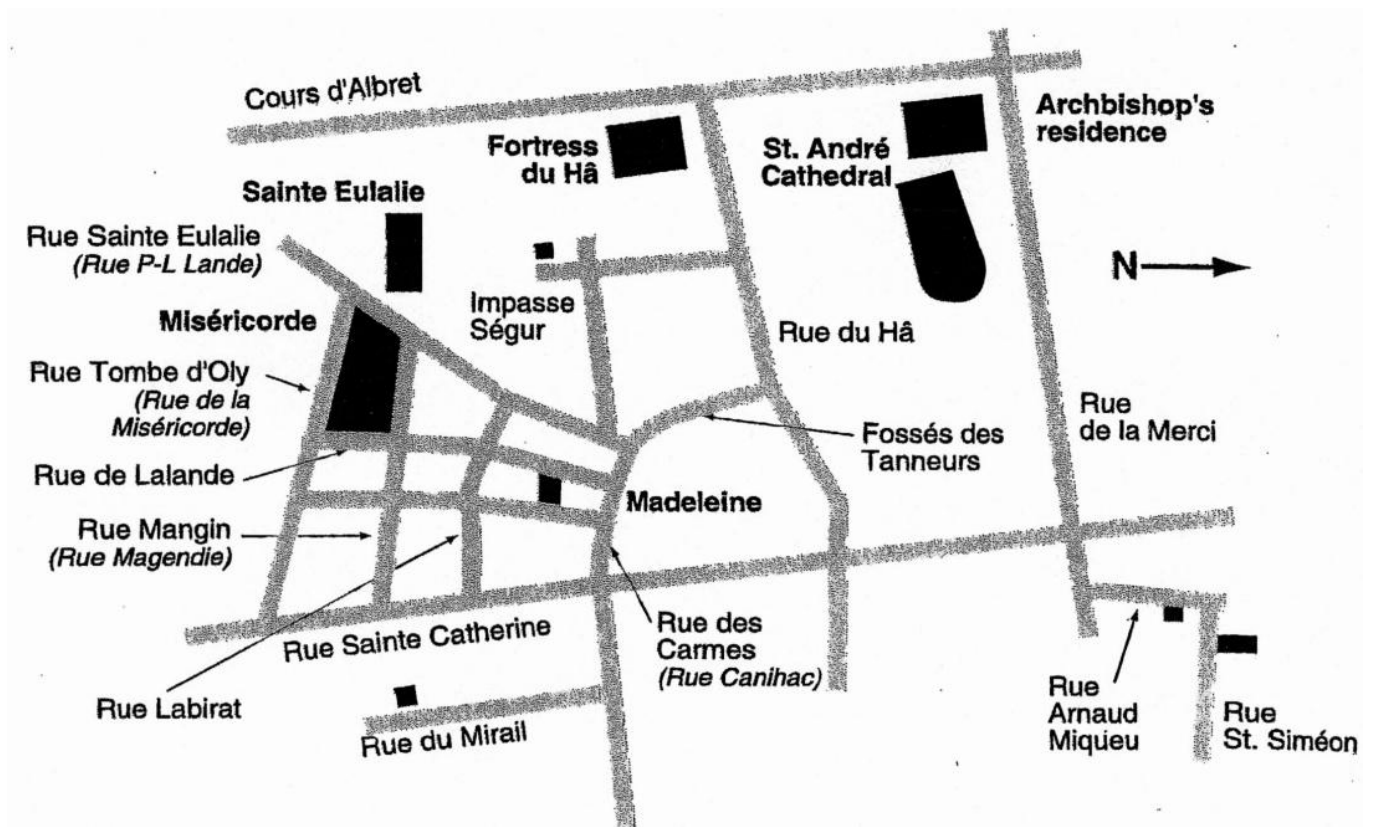 Cours d'Albret
Fortress
du Hâ
St. André
Cathedral
Archbishop's
residence
Sainte Eulalie
Rue Sainte Eulalie
(Rue P-L Lande)
N
Impasse
Ségur
Miséricorde
Rue du Hâ
Rue Tombe d'Oly
(Rue de la
Miséricorde)
Rue
de la Merci
Fossés des
Tanneurs
Rue de Lalande
Madeleine
Rue Mangin
(Rue Magendie)
Rue Sainte Catherine
Rue des
Carmes
(Rue Canihac)
Rue Labirat
Rue du Mirail
Rue
Arnaud
Miqueu
Rue
St. Siméon